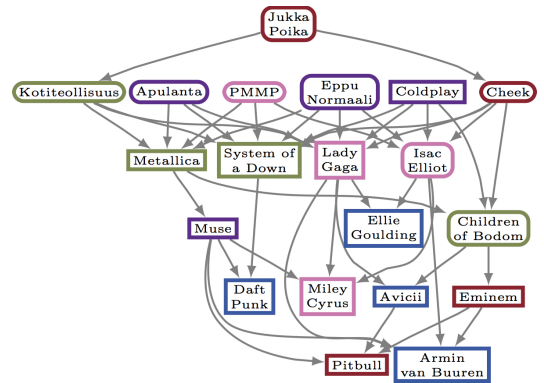 Jukka
Poika
Kotiteollisuus
Apulanta
PMMP
Eppu
Normaali
Coldplay
Cheek
Metallica
System of
a Down
Lady
Gaga
Isac
Elliot
Muse
Ellie
Goulding
Children
of Bodom
Daft
Punk
Miley
Cyrus
Avicii
Eminem
Pitbull
Armin
van Buuren